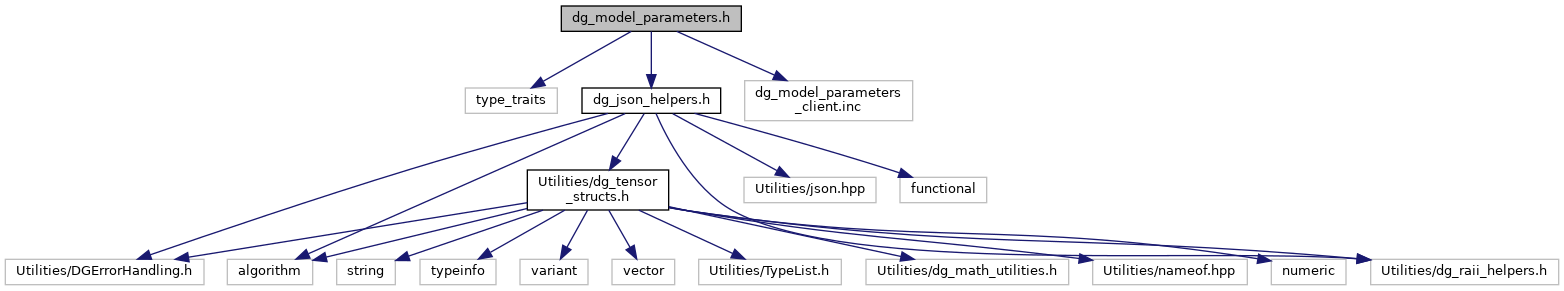 dg_model_parameters.h
type_traits
dg_json_helpers.h
dg_model_parameters
_client.inc
Utilities/dg_tensor
_structs.h
Utilities/json.hpp
functional
Utilities/DGErrorHandling.h
algorithm
string
typeinfo
variant
vector
Utilities/TypeList.h
Utilities/dg_math_utilities.h
Utilities/nameof.hpp
numeric
Utilities/dg_raii_helpers.h